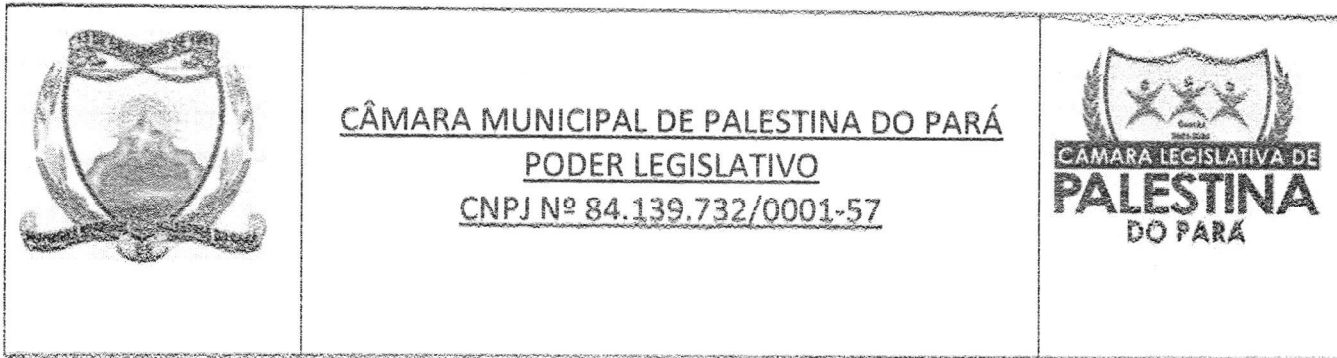 CÂMARA MUNICIPAL DE PALESTINA DO PARÁ
PODER LEGISLATIVO
CNPJ Nº 84.139.732/0001-57
CÂMARA LEGISLATIVA DE
PALESTINA
DO PARÁ